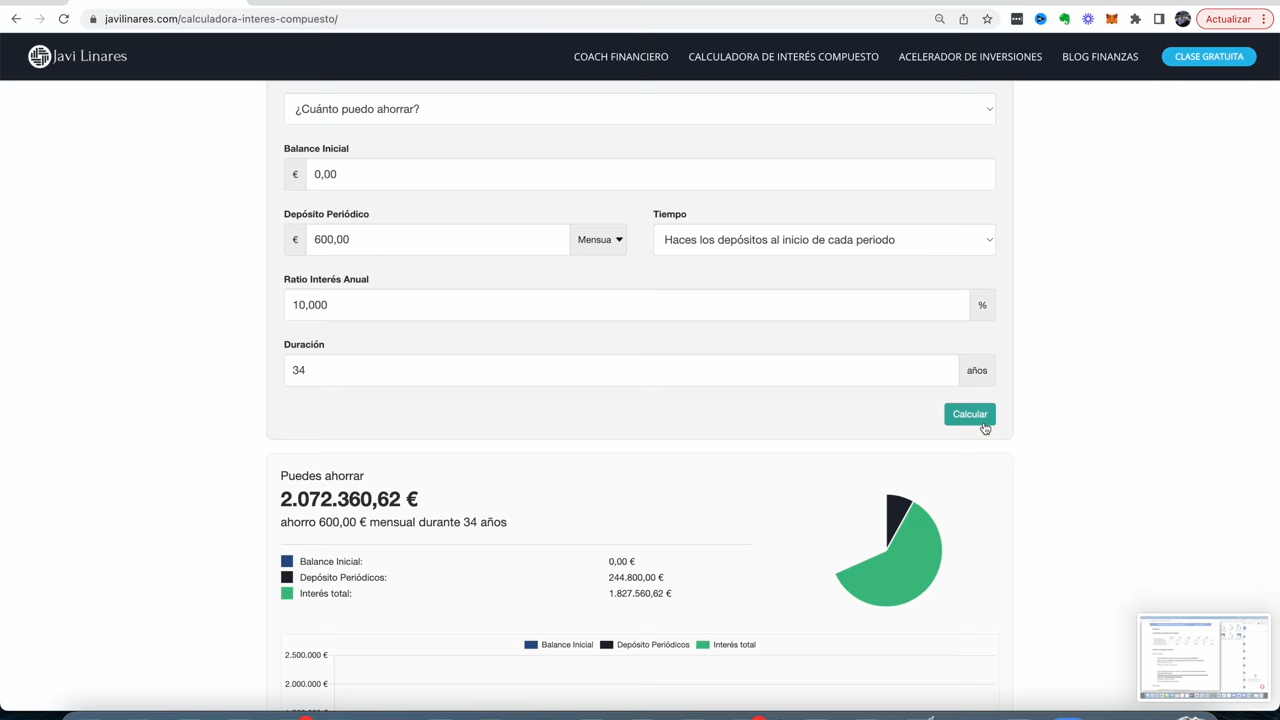 javilinares.com/calculadora-interes-compuesto/
Actualizar
Javi Linares
COACH FINANCIERO
CALCULADORA DE INTERÉS COMPUESTO
ACELERADOR DE INVERSIONES
BLOG FINANZAS
CLASE GRATUITA
¿Cuánto puedo ahorrar?
Balance Inicial
€ 0,00
Depósito Periódico
Tiempo
€ 600,00 Mensua
Haces los depósitos al inicio de cada periodo
Ratio Interés Anual
10,000 %
Duración
34 años
Calcular
Puedes ahorrar
2.072.360,62 €
ahorro 600,00 € mensual durante 34 años
Balance Inicial: 0,00 €
Depósito Periódicos: 244.800,00 €
Interés total: 1.827.560,62 €
Balance Inicial Depósito Periódicos Interés total
2.500.000 €
2.000.000 €